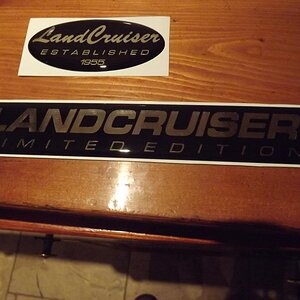 LandCruiser
ESTABLISHED
1955
LANDCRUISER
LIMITED EDITION